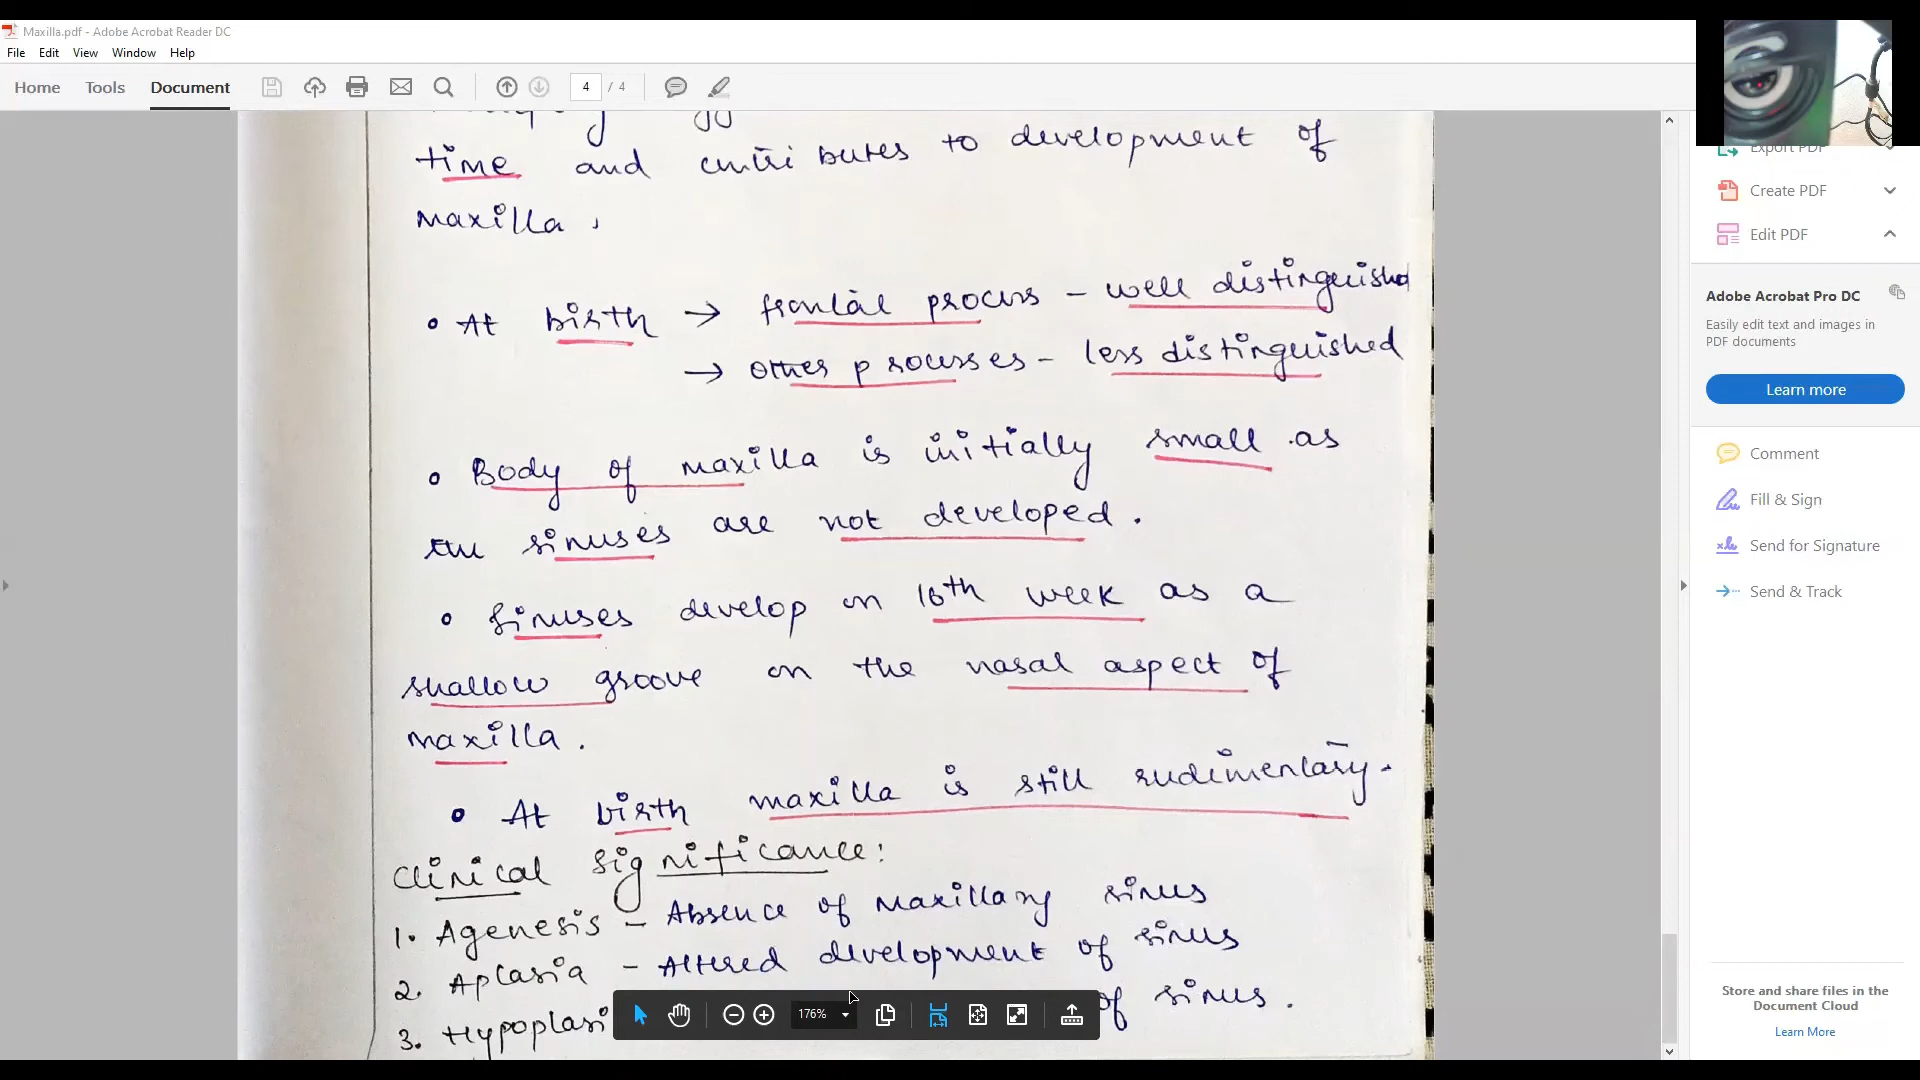 Maxilla.pdf - Adobe Acrobat Reader DC
File Edit View Window Help
Home Tools Document 4 / 4
time and contributes to development of
maxilla.
• At birth → frontal process - well distinguished
→ other processes - less distinguished
• Body of maxilla is initially small as
the sinuses are not developed.
• Sinuses develop on 16th week as a
shallow groove on the nasal aspect of
maxilla.
• At birth maxilla is still rudimentary.
Clinical Significance:
1. Agenesis - Absence of maxillary sinus
2. Aplasia - Altered development of sinus
3. Hypoplasi of sinus.
176%
Export PDF
Create PDF
Edit PDF
Adobe Acrobat Pro DC
Easily edit text and images in
PDF documents
Learn more
Comment
Fill & Sign
Send for Signature
Send & Track
Store and share files in the
Document Cloud
Learn More